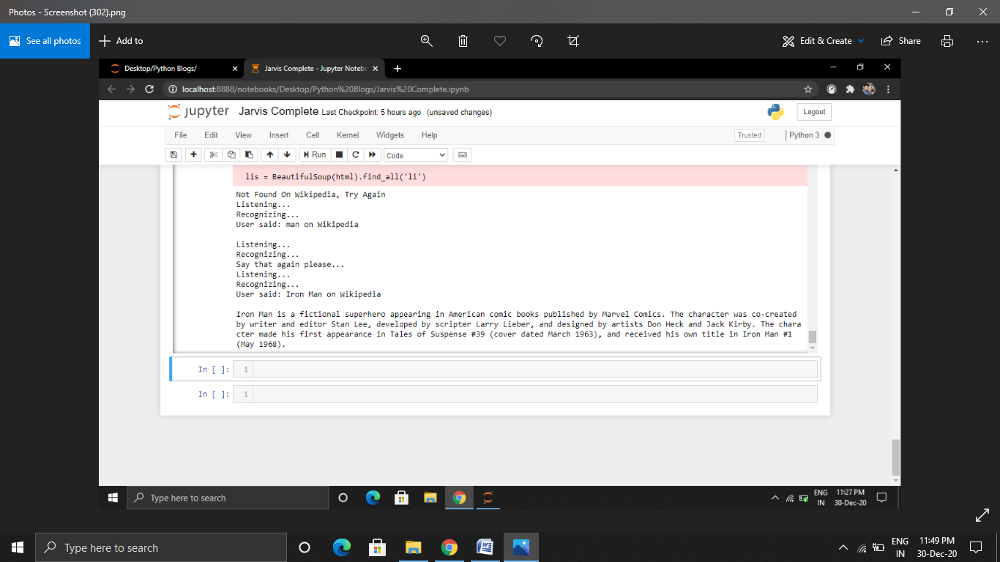 Photos - Screenshot (302).png
See all photos
Add to
Edit & Create
Share
Desktop/Python Blogs/
Jarvis Complete - Jupyter Notebo
localhost:8888/notebooks/Desktop/Python%20Blogs/Jarvis%20Complete.ipynb
jupyter Jarvis Complete Last Checkpoint: 5 hours ago (unsaved changes)
Logout
File Edit View Insert Cell Kernel Widgets Help
Trusted
Python 3
Run
Code
lis = BeautifulSoup(html).find_all('li')
Not Found On Wikipedia, Try Again
Listening...
Recognizing...
User said: man on Wikipedia
Listening...
Recognizing...
Say that again please...
Listening...
Recognizing...
User said: Iron Man on Wikipedia
Iron Man is a fictional superhero appearing in American comic books published by Marvel Comics. The character was co-created
by writer and editor Stan Lee, developed by scripter Larry Lieber, and designed by artists Don Heck and Jack Kirby. The chara
cter made his first appearance in Tales of Suspense #39 (cover dated March 1963), and received his own title in Iron Man #1
(May 1968).
In [ ]: 1
In [ ]: 1
Type here to search
ENG
IN
11:27 PM
30-Dec-20
Type here to search
ENG
IN
11:49 PM
30-Dec-20